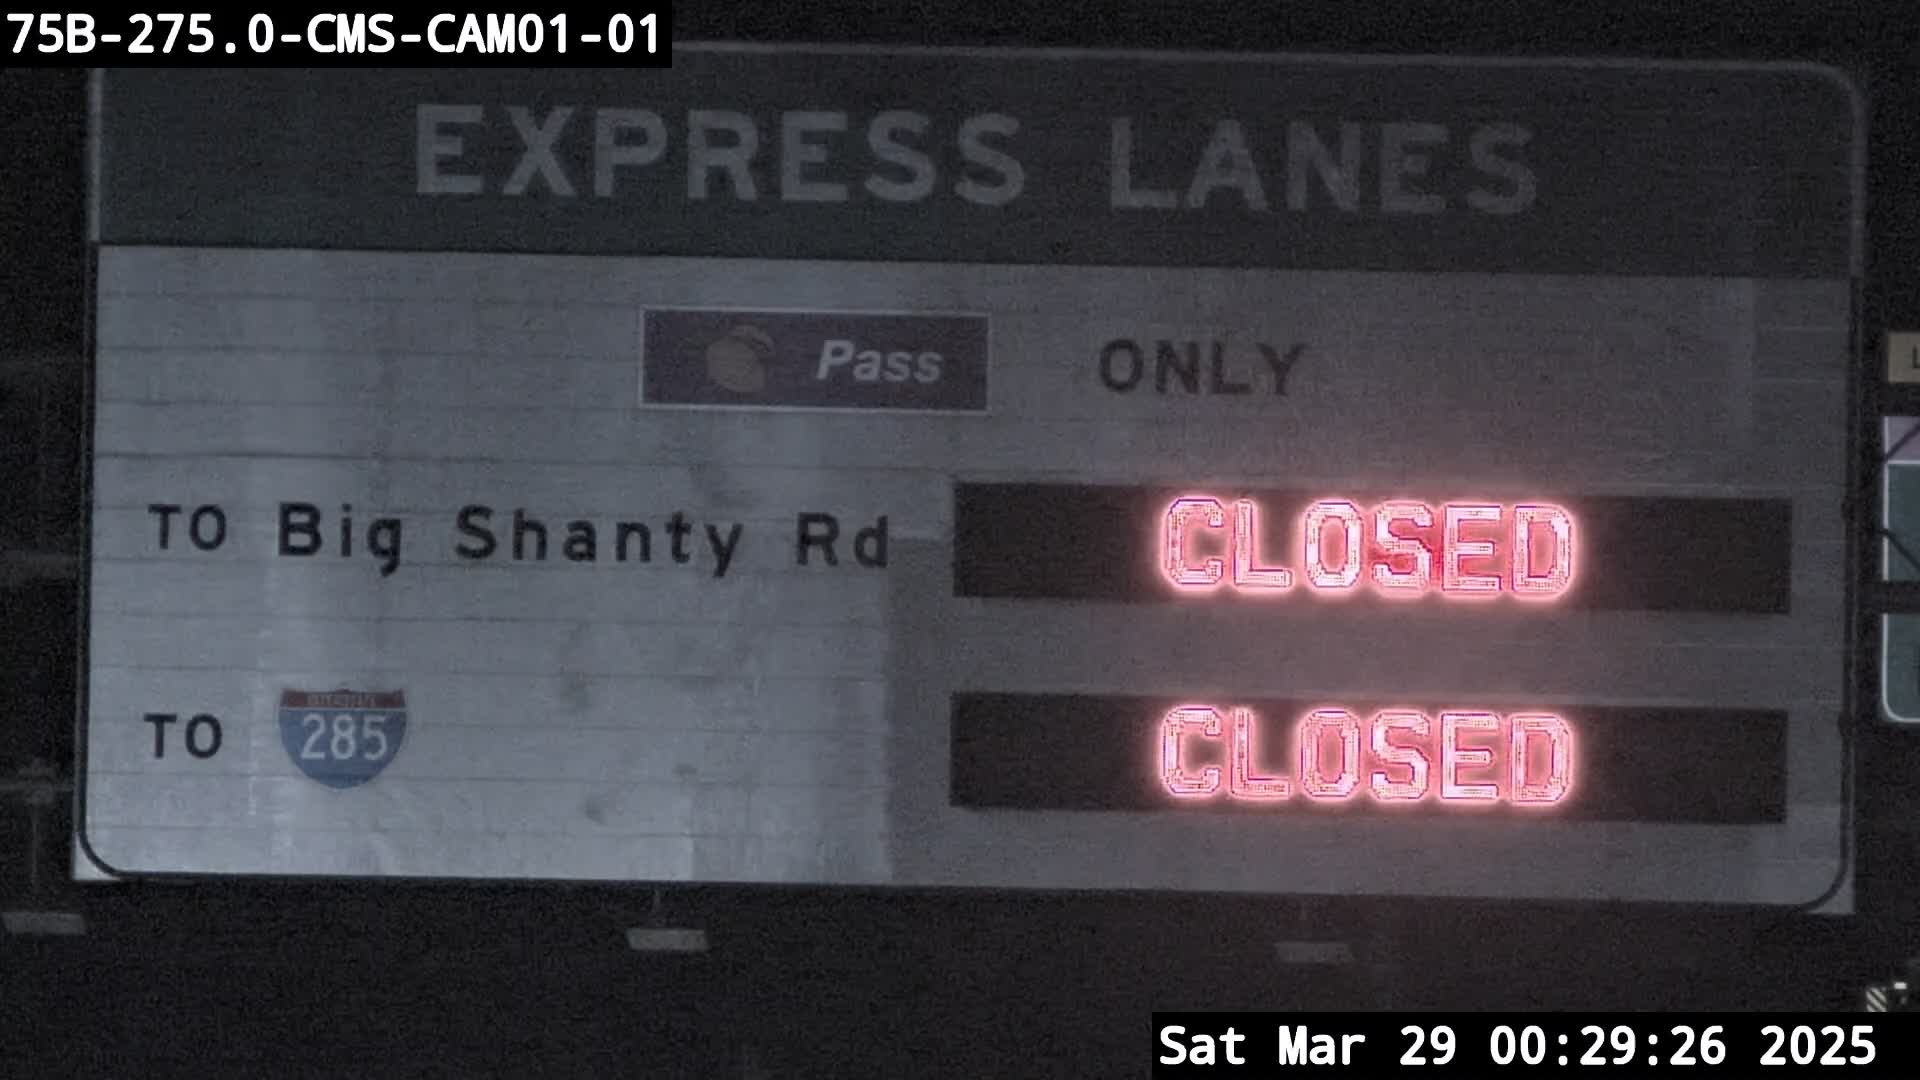 75B-275.0-CMS-CAM01-01
EXPRESS LANES
Pass ONLY
TO Big Shanty Rd CLOSED
TO INTERSTATE 285 CLOSED
Sat Mar 29 00:29:26 2025